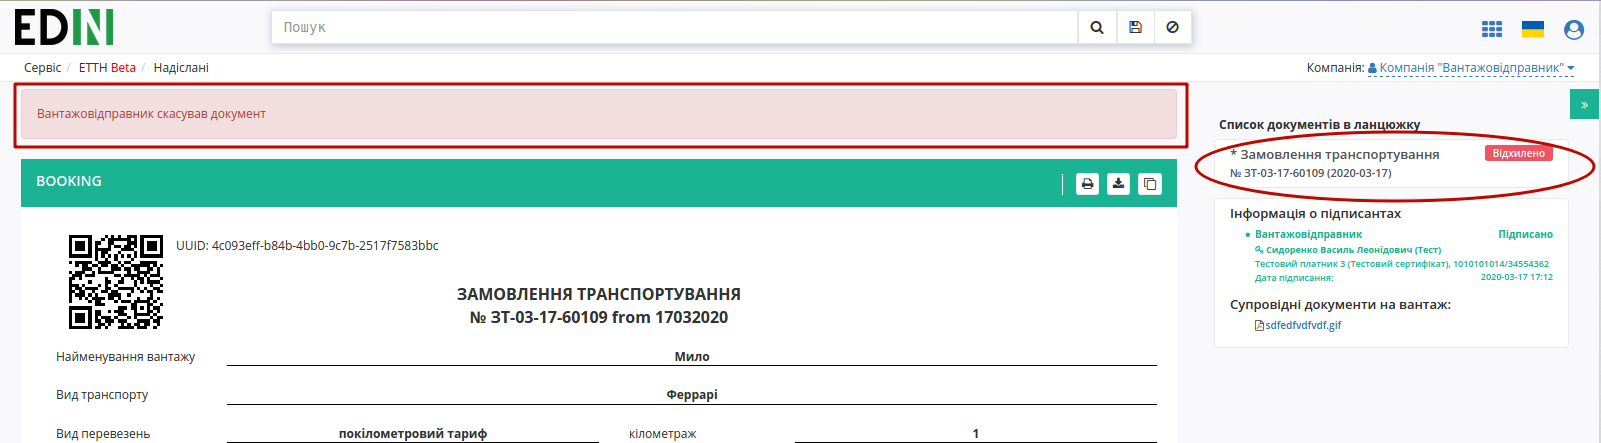 EDIN
Пошук
Сервіс / ЕТТН Beta / Надіслані
Компанія: Компанія "Вантажовідправник"
Вантажовідправник скасував документ
»
Список документів в ланцюжку
* Замовлення транспортування Відхилено
№ ЗТ-03-17-60109 (2020-03-17)
BOOKING
Інформація о підписантах
Вантажовідправник Підписано
Сидоренко Василь Леонідович (Тест)
Тестовий платник 3 (Тестовий сертифікат), 1010101014/34554362
Дата підписання: 2020-03-17 17:12
Супровідні документи на вантаж:
sdfedfvdfvdf.gif
UUID: 4c093eff-b84b-4bb0-9c7b-2517f7583bbc
ЗАМОВЛЕННЯ ТРАНСПОРТУВАННЯ
№ ЗТ-03-17-60109 from 17032020
Найменування вантажу Мило
Вид транспорту Феррарі
Вид перевезень покілометровий тариф кілометраж 1